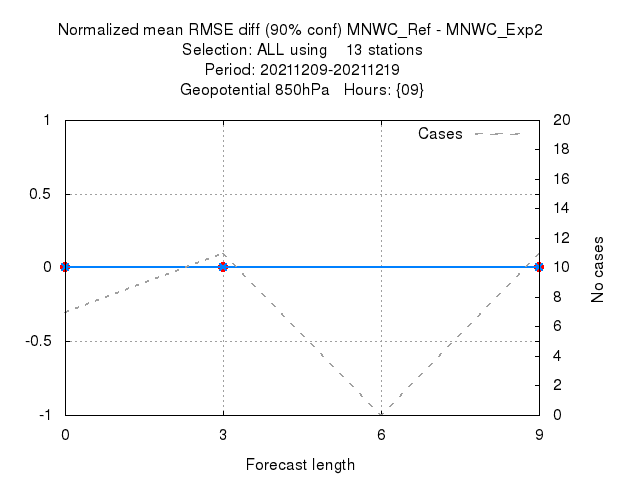 Normalized mean RMSE diff (90% conf) MNWC_Ref - MNWC_Exp2
Selection: ALL using 13 stations
Period: 20211209-20211219
Geopotential 850hPa Hours: {09}
Cases
1
0.5
0
-0.5
-1
20
18
16
14
12
10
8
6
4
2
0
No cases
0 3 6 9
Forecast length